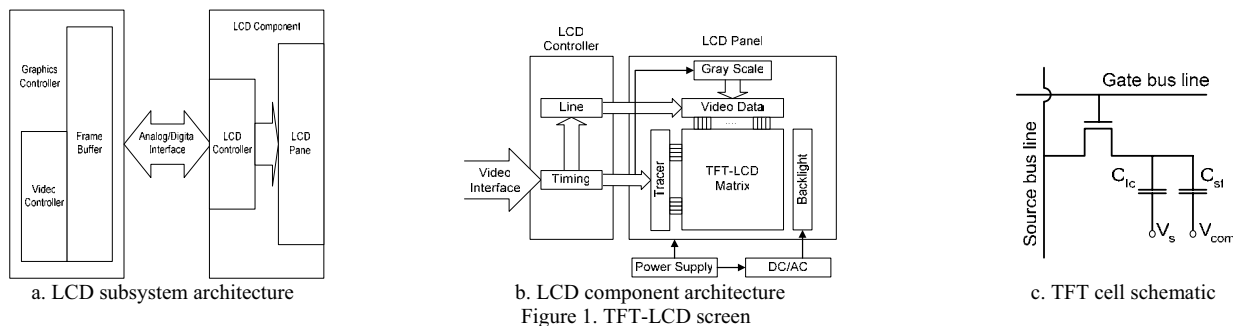 LCD Component
Graphics
Controller
Frame
Buffer
Video
Controller
Analog/Digita
Interface
LCD
Controller
LCD
Pane
a. LCD subsystem architecture
LCD
Controller
LCD Panel
Gray Scale
Line
Video Data
.....
Video
Interface
Timing
Tracer
TFT-LCD
Matrix
Backlight
Power Supply
DC/AC
b. LCD component architecture
Gate bus line
Source bus line
Clc
Cst
Vs
Vcom
c. TFT cell schematic
Figure 1. TFT-LCD screen